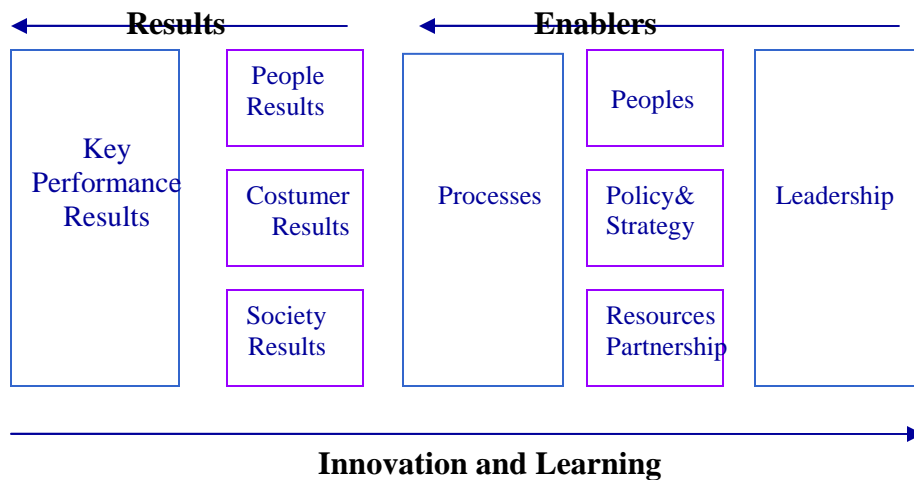 Results
Enablers
Key
Performance
Results
People
Results
Costumer
Results
Society
Results
Processes
Peoples
Policy&
Strategy
Resources
Partnership
Leadership
Innovation and Learning